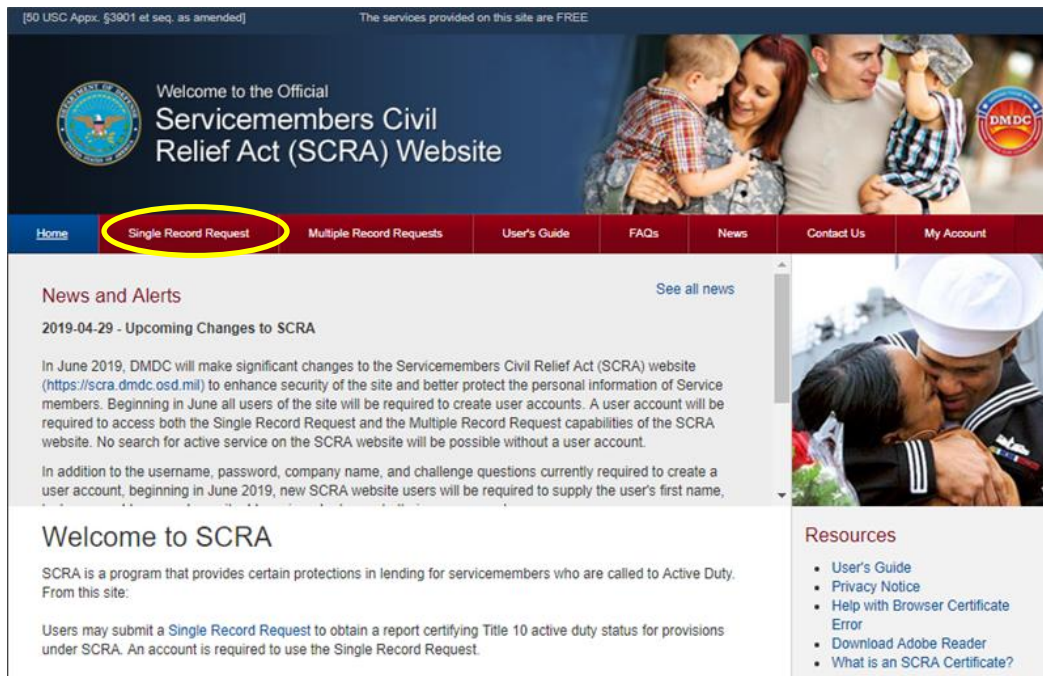 [50 USC Appx. §3901 et seq. as amended]
The services provided on this site are FREE
Welcome to the Official
Servicemembers Civil
Relief Act (SCRA) Website
DEPARTMENT OF DEFENSE
UNITED STATES OF AMERICA
DMDC
Home
Single Record Request
Multiple Record Requests
User's Guide
FAQs
News
Contact Us
My Account
News and Alerts
See all news
2019-04-29 - Upcoming Changes to SCRA
In June 2019, DMDC will make significant changes to the Servicemembers Civil Relief Act (SCRA) website
(https://scra.dmdc.osd.mil) to enhance security of the site and better protect the personal information of Service
members. Beginning in June all users of the site will be required to create user accounts. A user account will be
required to access both the Single Record Request and the Multiple Record Request capabilities of the SCRA
website. No search for active service on the SCRA website will be possible without a user account.
In addition to the username, password, company name, and challenge questions currently required to create a
user account, beginning in June 2019, new SCRA website users will be required to supply the user's first name,
Welcome to SCRA
SCRA is a program that provides certain protections in lending for servicemembers who are called to Active Duty.
From this site:
Users may submit a Single Record Request to obtain a report certifying Title 10 active duty status for provisions
under SCRA. An account is required to use the Single Record Request.
Resources
User's Guide
Privacy Notice
Help with Browser Certificate
Error
Download Adobe Reader
What is an SCRA Certificate?